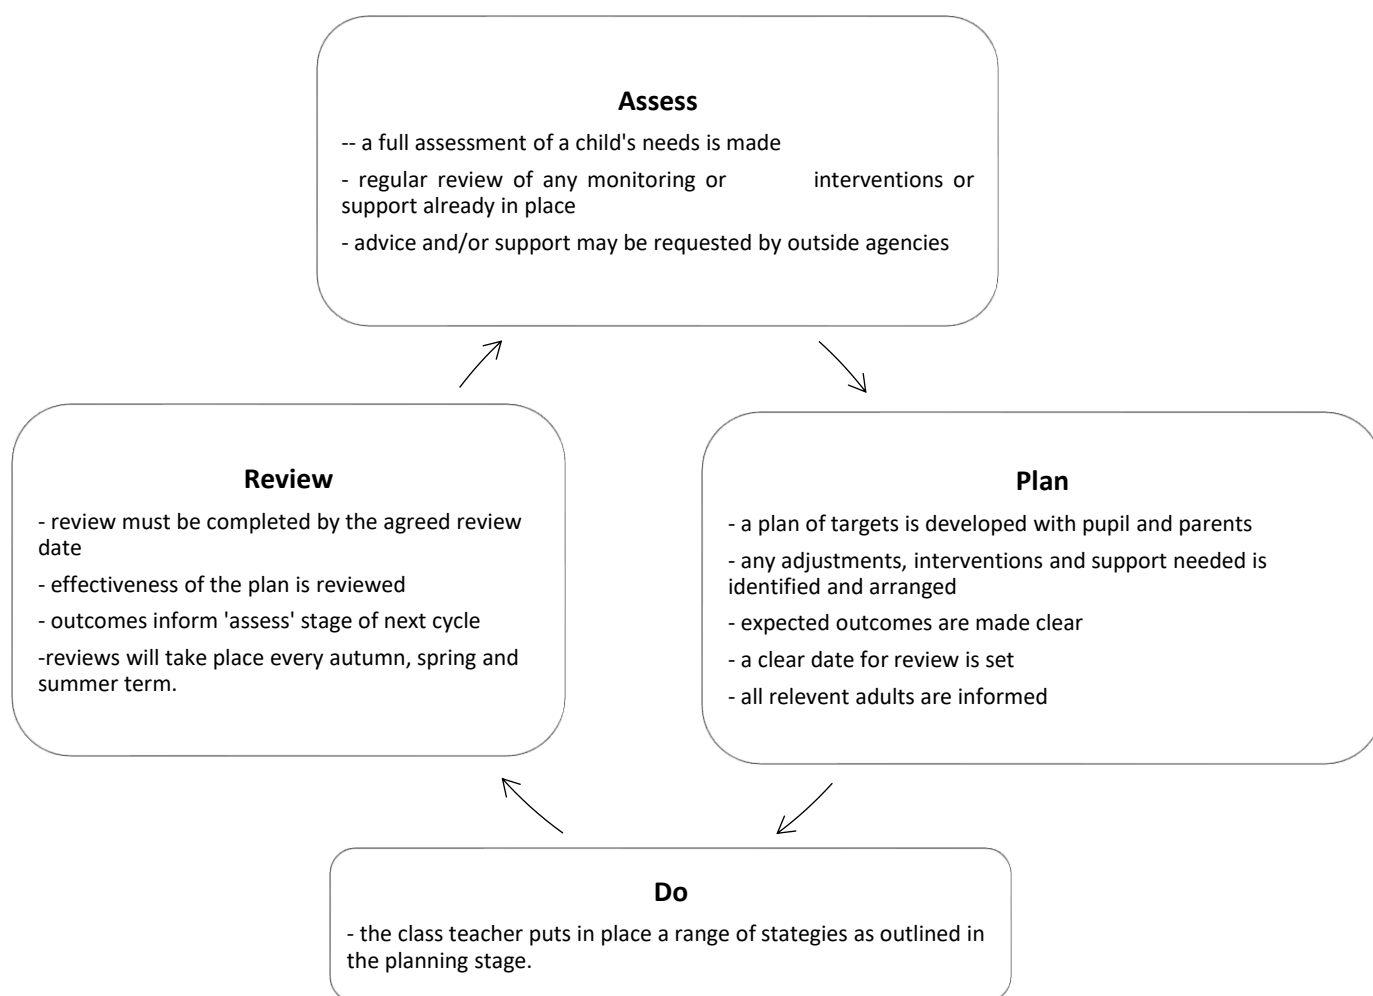 Assess
-- a full assessment of a child's needs is made
- regular review of any monitoring or interventions or
support already in place
- advice and/or support may be requested by outside agencies
Plan
- a plan of targets is developed with pupil and parents
- any adjustments, interventions and support needed is
identified and arranged
- expected outcomes are made clear
- a clear date for review is set
- all relevent adults are informed
Do
- the class teacher puts in place a range of stategies as outlined in
the planning stage.
Review
- review must be completed by the agreed review
date
- effectiveness of the plan is reviewed
- outcomes inform 'assess' stage of next cycle
-reviews will take place every autumn, spring and
summer term.